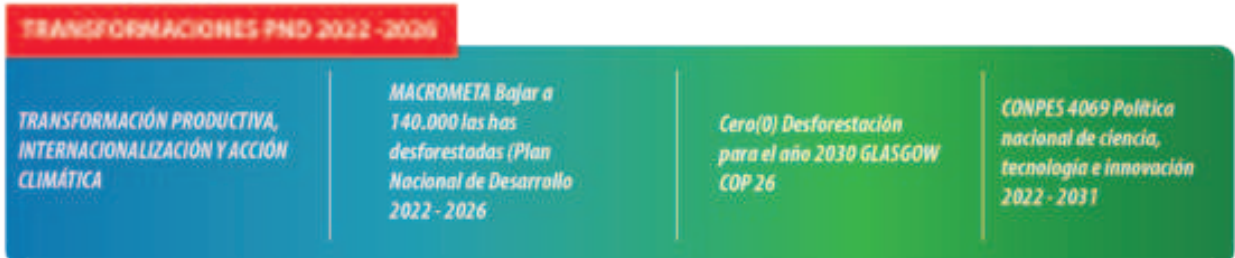 TRANSFORMACIONES PND 2022 -2026
TRANSFORMACIÓN PRODUCTIVA,
INTERNACIONALIZACIÓN Y ACCIÓN
CLIMÁTICA
MACROMETA Bajar a
140.000 las has
desforestadas (Plan
Nacional de Desarrollo
2022 - 2026
Cero(0) Desforestación
para el año 2030 GLASGOW
COP 26
CONPES 4069 Política
nacional de ciencia,
tecnología e innovación
2022 - 2031